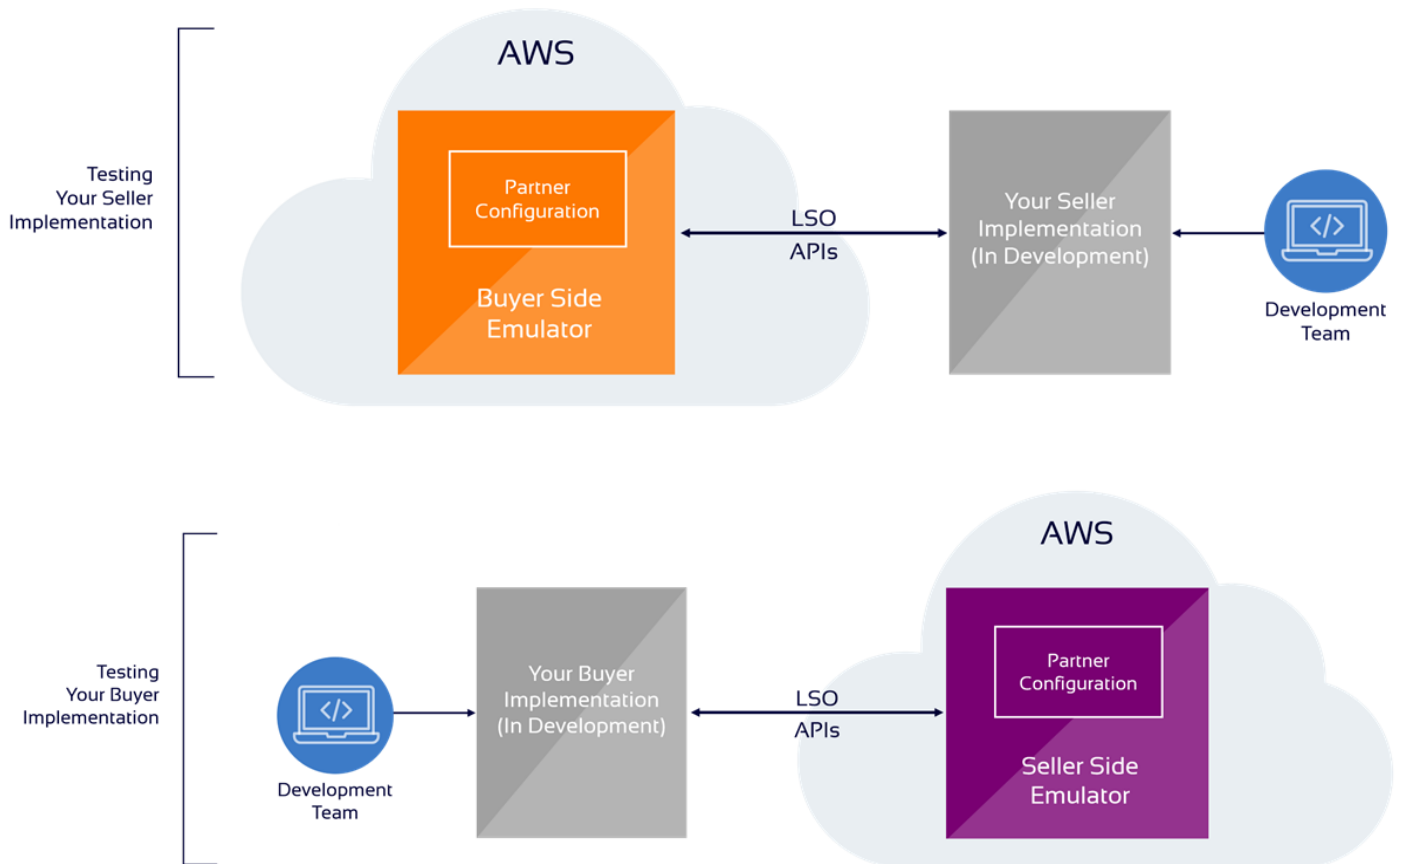 AWS
Testing
Your Seller
Implementation
Partner
Configuration
Buyer Side
Emulator
LSO
APIs
Your Seller
Implementation
(In Development)
</>
Development
Team
AWS
Testing
Your Buyer
Implementation
</>
Development
Team
Your Buyer
Implementation
(In Development)
LSO
APIs
Partner
Configuration
Seller Side
Emulator